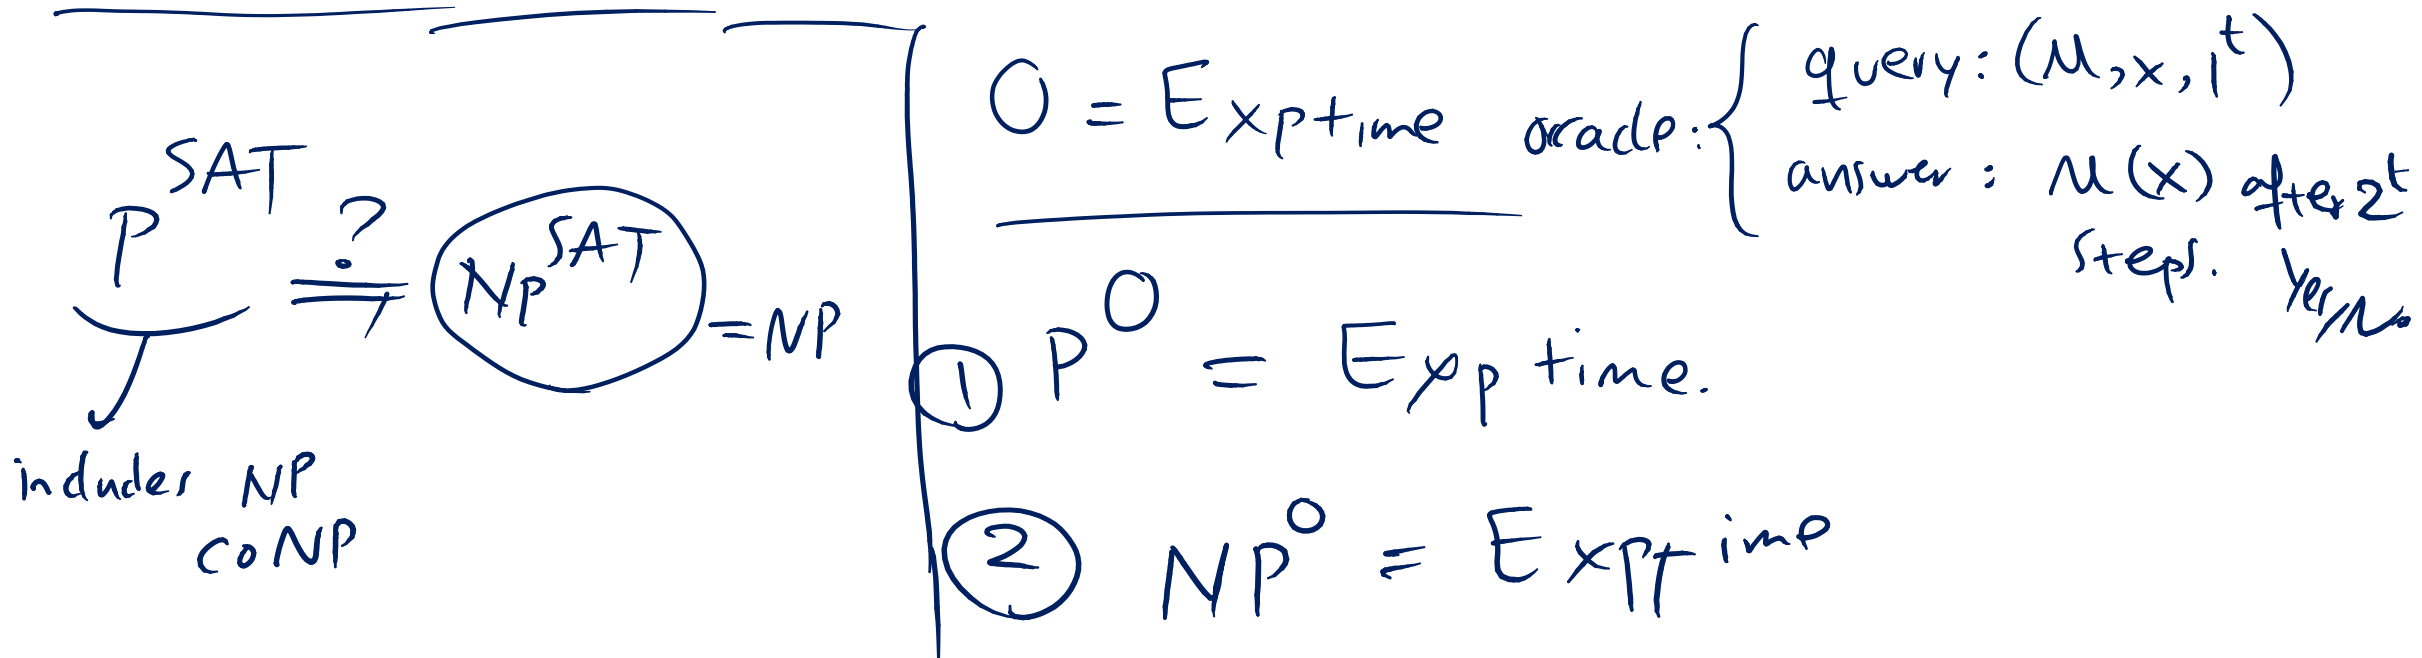 P^SAT =? NP^SAT = NP
includes NP
CoNP
O = Exptime oracle: { query: (M, x, 1^t)
answer : M(x) after 2^t
steps. Yes/No
① P^O = Exptime.
② NP^O = Exptime